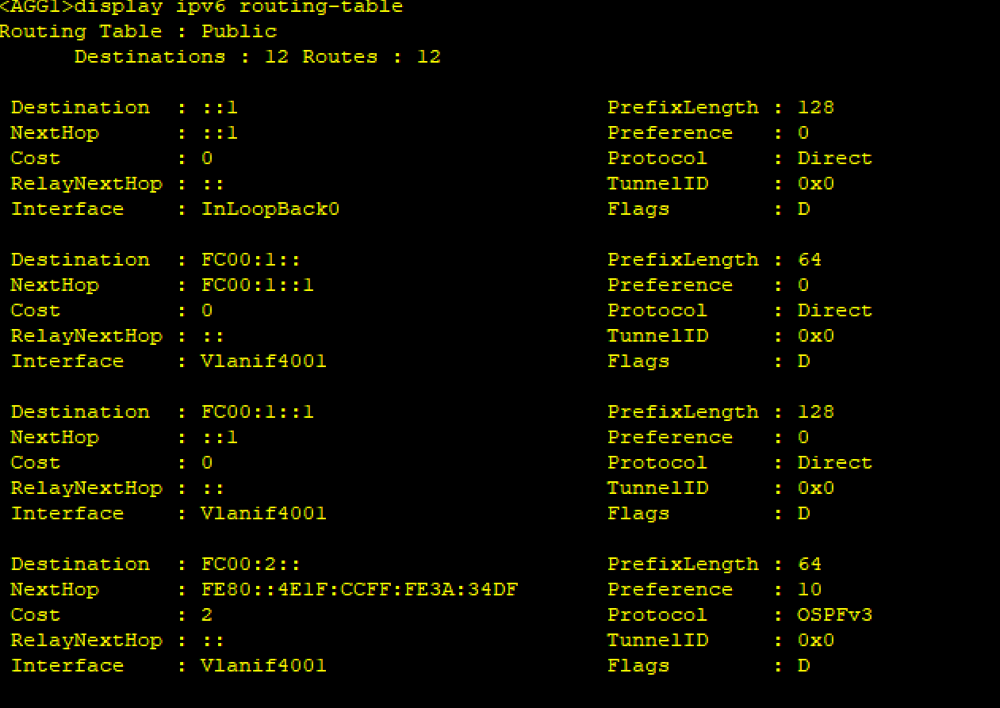 <AGG1>display ipv6 routing-table
Routing Table : Public
Destinations : 12 Routes : 12
Destination : ::1 PrefixLength : 128
NextHop : ::1 Preference : 0
Cost : 0 Protocol : Direct
RelayNextHop : :: TunnelID : 0x0
Interface : InLoopBack0 Flags : D
Destination : FC00:1:: PrefixLength : 64
NextHop : FC00:1::1 Preference : 0
Cost : 0 Protocol : Direct
RelayNextHop : :: TunnelID : 0x0
Interface : Vlanif4001 Flags : D
Destination : FC00:1::1 PrefixLength : 128
NextHop : ::1 Preference : 0
Cost : 0 Protocol : Direct
RelayNextHop : :: TunnelID : 0x0
Interface : Vlanif4001 Flags : D
Destination : FC00:2:: PrefixLength : 64
NextHop : FE80::4E1F:CCFF:FE3A:34DF Preference : 10
Cost : 2 Protocol : OSPFv3
RelayNextHop : :: TunnelID : 0x0
Interface : Vlanif4001 Flags : D